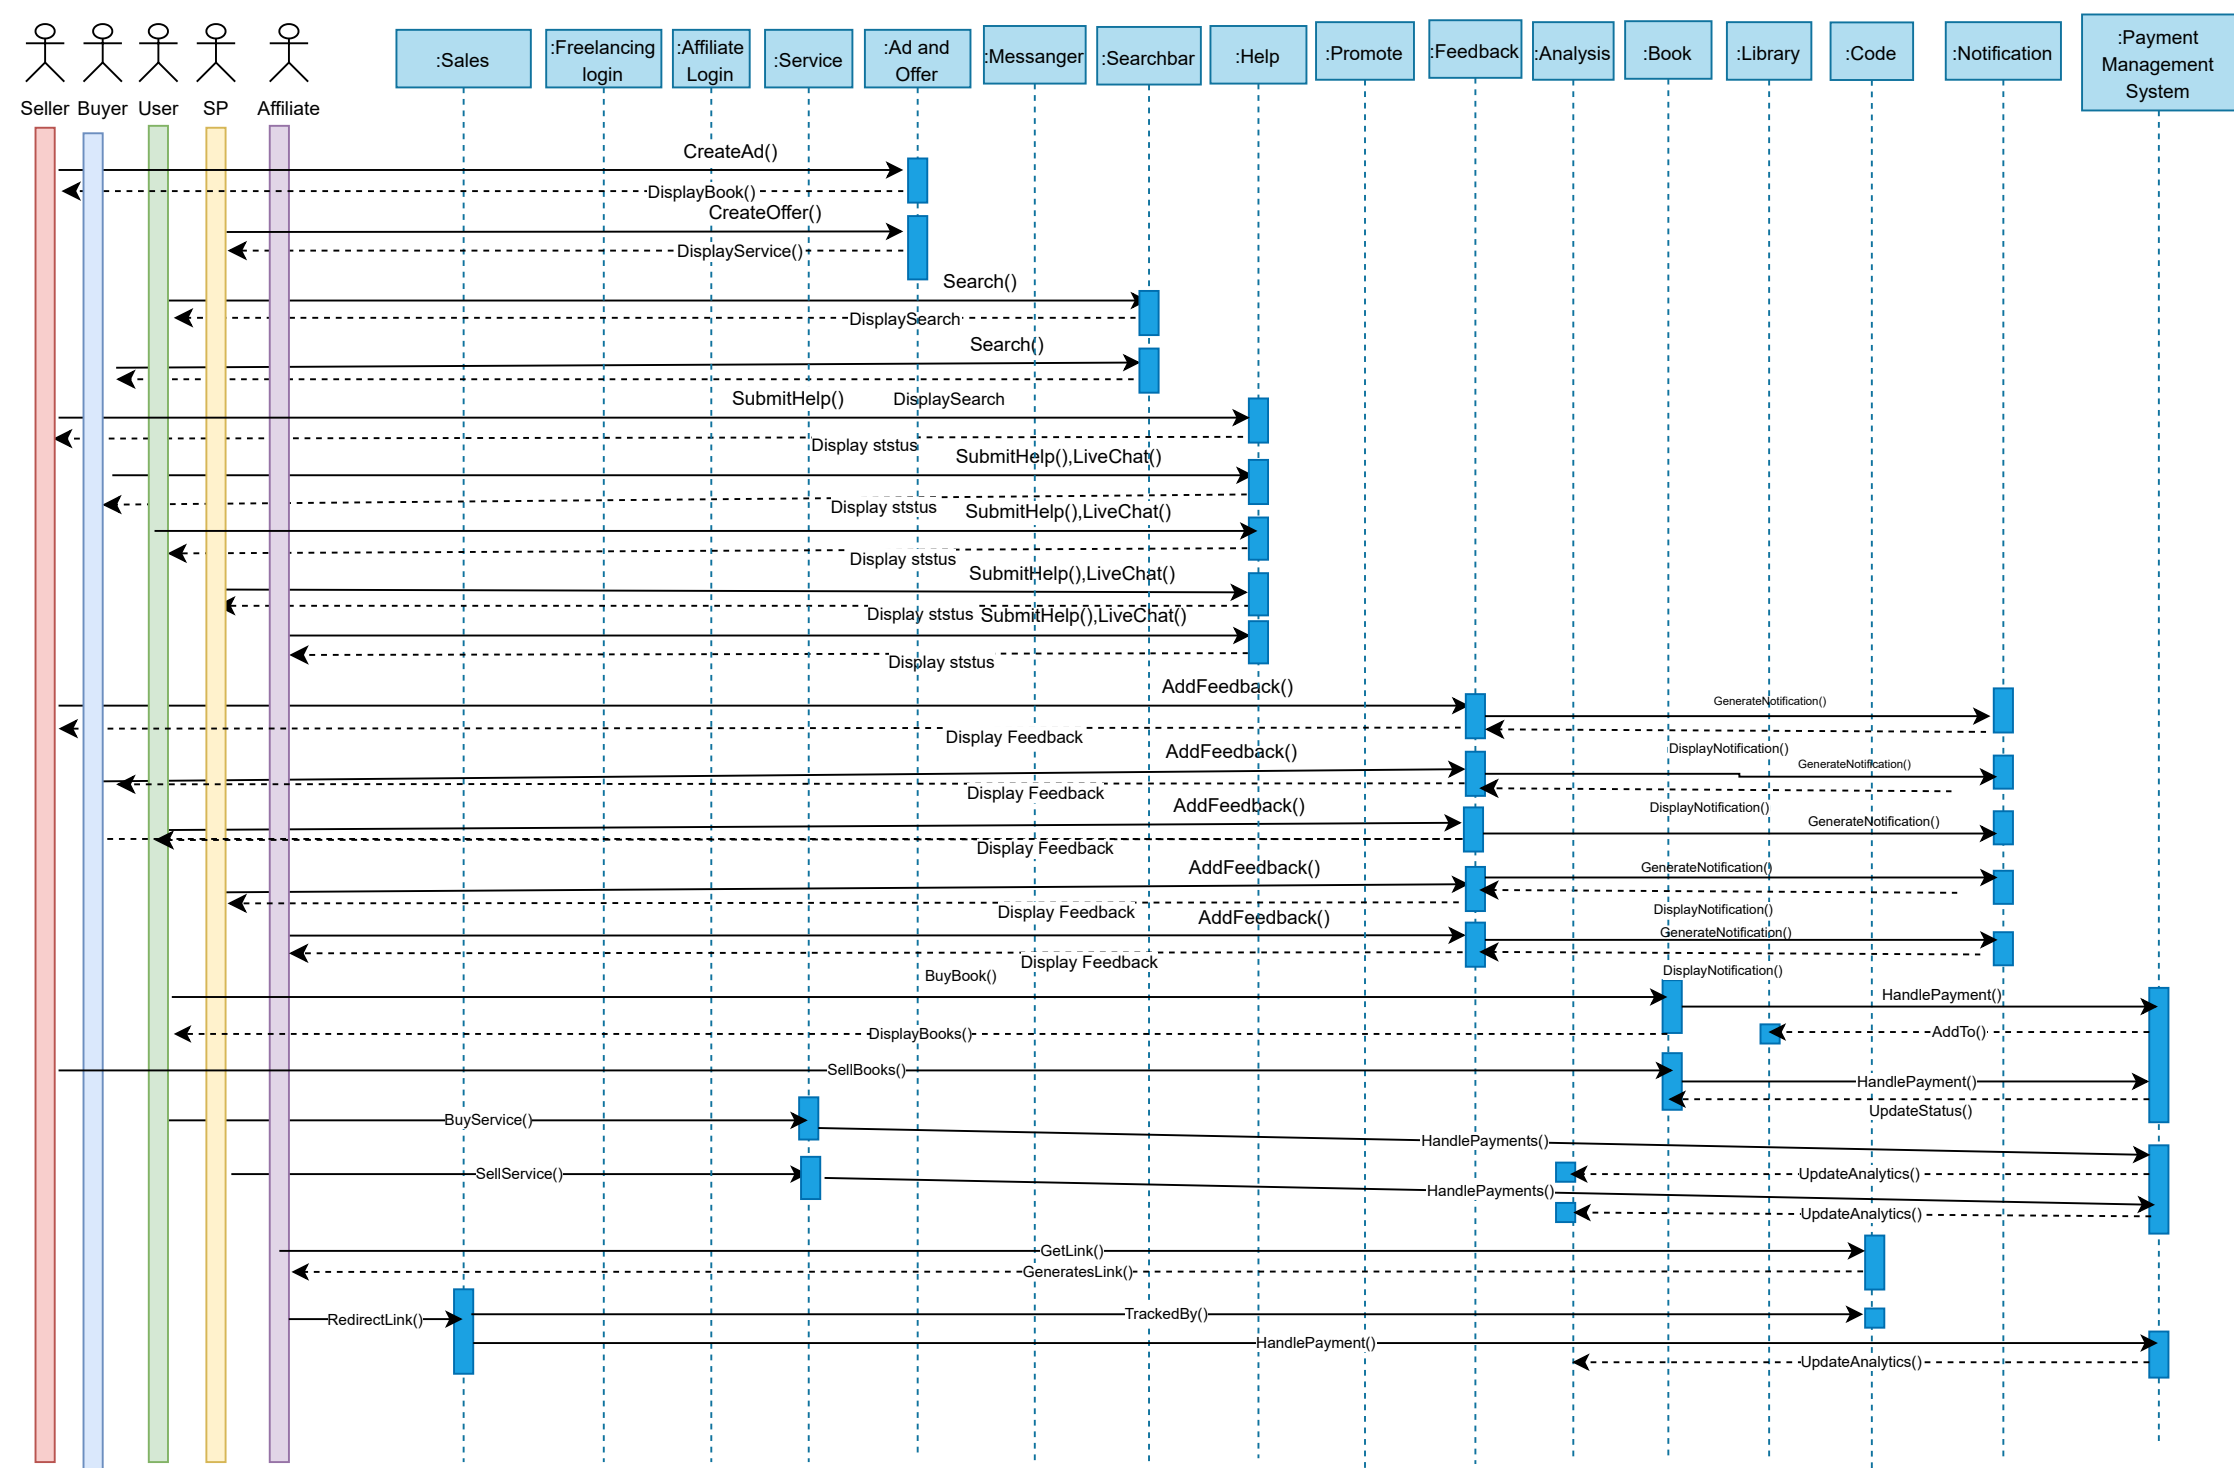 Seller
Buyer
User
SP
Affiliate
:Sales
:Freelancing
login
:Affiliate
Login
:Service
:Ad and
Offer
:Messanger
:Searchbar
:Help
:Promote
:Feedback
:Analysis
:Book
:Library
:Code
:Notification
:Payment
Management
System
CreateAd()
DisplayBook()
CreateOffer()
DisplayService()
Search()
DisplaySearch
Search()
SubmitHelp()
DisplaySearch
Display ststus
SubmitHelp(),LiveChat()
Display ststus
SubmitHelp(),LiveChat()
Display ststus
SubmitHelp(),LiveChat()
Display ststus
SubmitHelp(),LiveChat()
Display ststus
AddFeedback()
GenerateNotification()
Display Feedback
AddFeedback()
DisplayNotification()
GenerateNotification()
Display Feedback
AddFeedback()
DisplayNotification()
GenerateNotification()
Display Feedback
AddFeedback()
GenerateNotification()
Display Feedback
AddFeedback()
DisplayNotification()
GenerateNotification()
Display Feedback
BuyBook()
DisplayNotification()
HandlePayment()
DisplayBooks()
AddTo()
SellBooks()
HandlePayment()
UpdateStatus()
BuyService()
HandlePayments()
SellService()
UpdateAnalytics()
HandlePayments()
UpdateAnalytics()
GetLink()
GeneratesLink()
RedirectLink()
TrackedBy()
HandlePayment()
UpdateAnalytics()